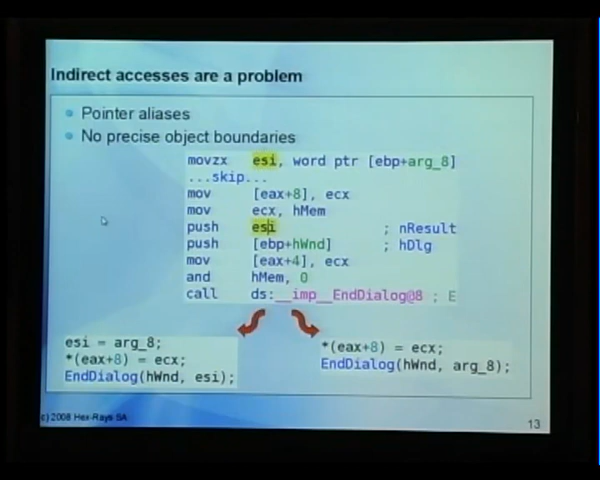 Indirect accesses are a problem
Pointer aliases
No precise object boundaries
movzx esi, word ptr [ebp+arg_8]
...skip...
mov [eax+8], ecx
mov ecx, hMem
push esi ; nResult
push [ebp+hWnd] ; hDlg
mov [eax+4], ecx
and hMem, 0
call ds:__imp__EndDialog@8 ; E
esi = arg_8;
*(eax+8) = ecx;
EndDialog(hWnd, esi);
*(eax+8) = ecx;
EndDialog(hWnd, arg_8);
c) 2008 Hex-Rays SA
13